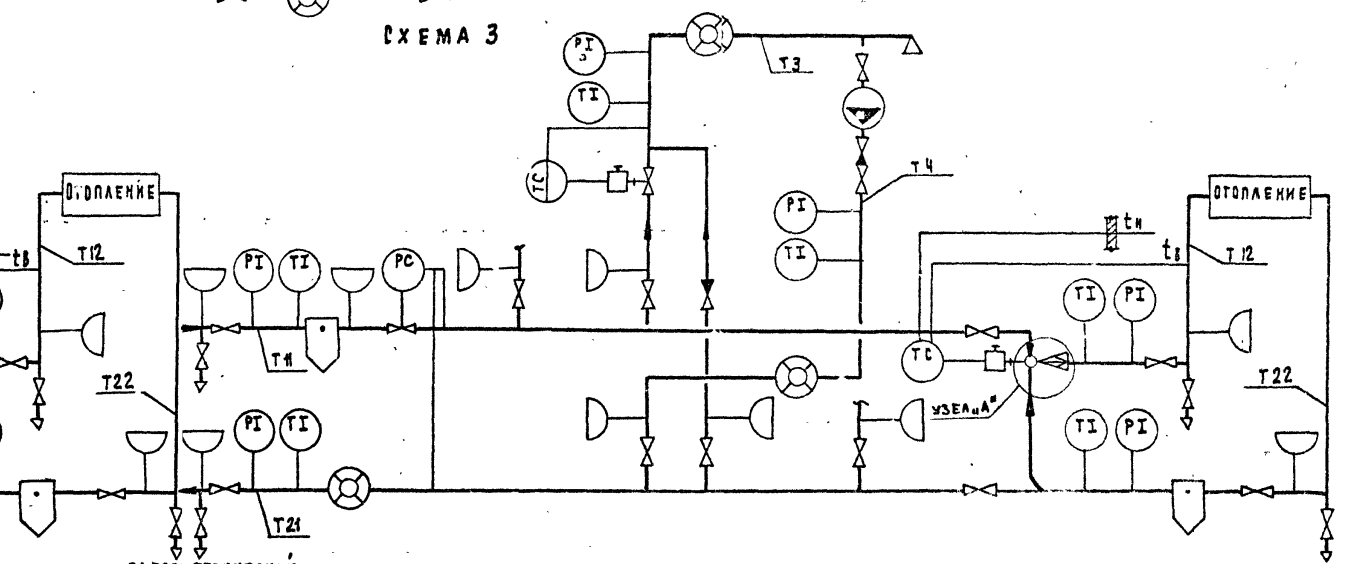 СХЕМА 3
PI
T3
TI
TC
T4
ОТОПЛЕНИЕ
ОТОПЛЕНИЕ
PI
tн
tв
T12
TI
tв
T12
PI
TI
PC
TI
PI
T11
TC
T22
T22
УЗЕЛ „А"
PI
TI
TI
PI
T21